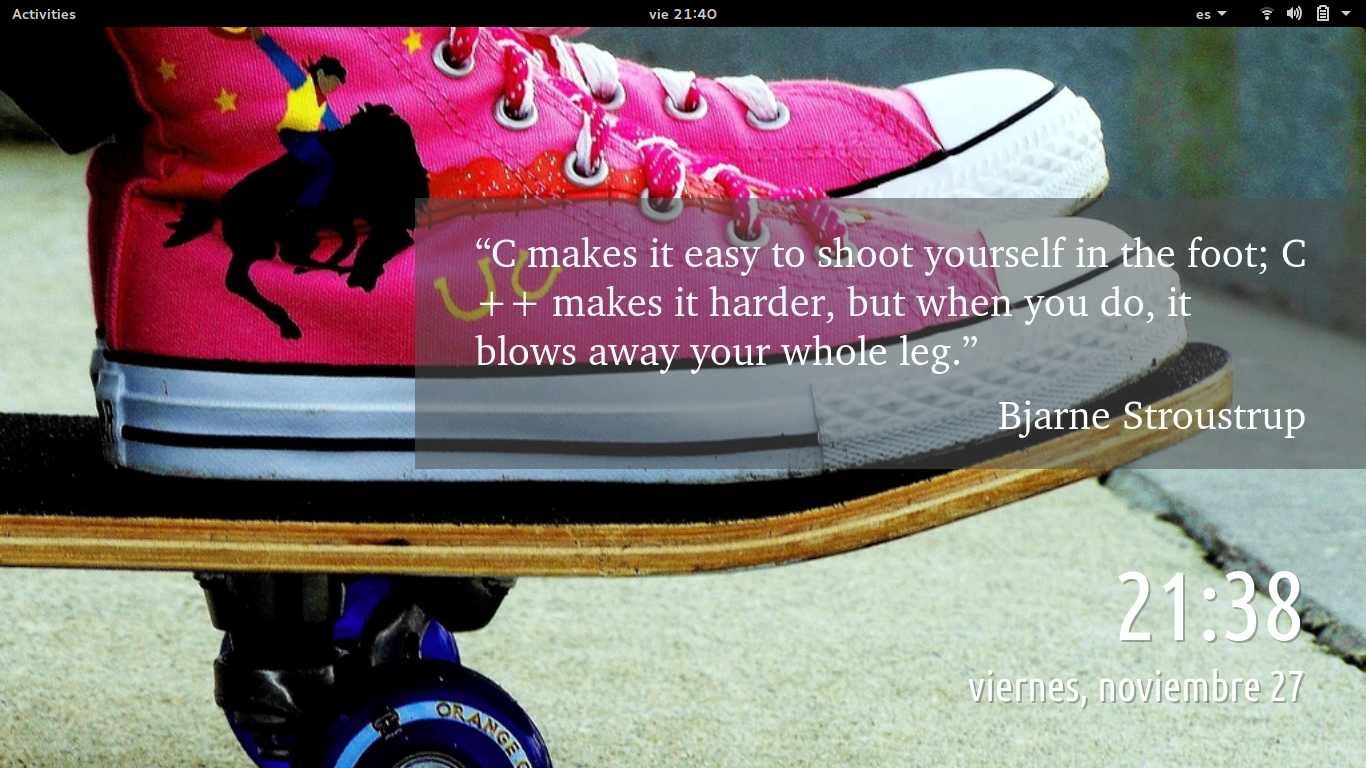 Activities
vie 21:40
es
“C makes it easy to shoot yourself in the foot; C
++ makes it harder, but when you do, it
blows away your whole leg.”
Bjarne Stroustrup
21:38
viernes, noviembre 27
ORANGE